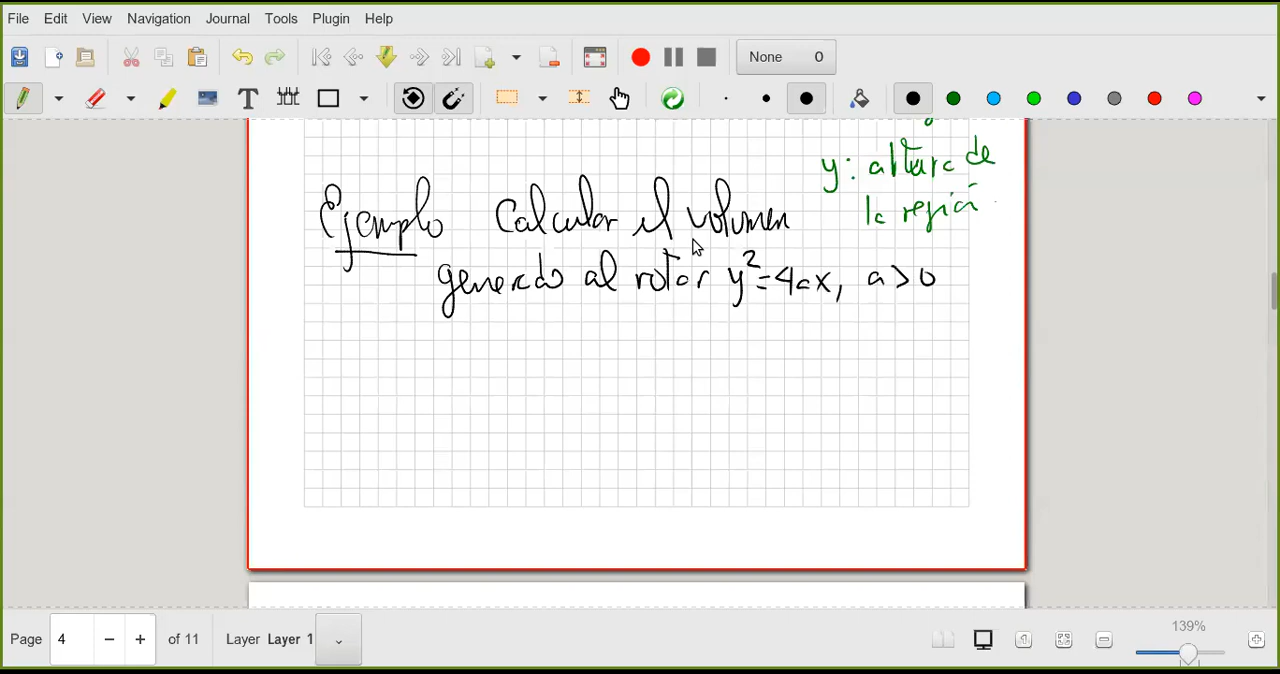 File Edit View Navigation Journal Tools Plugin Help
None 0
y: altura de
la región
Ejemplo Calcular el volumen
generado al rotar y²=4ax, a>0
Page 4 of 11 Layer Layer 1 139%